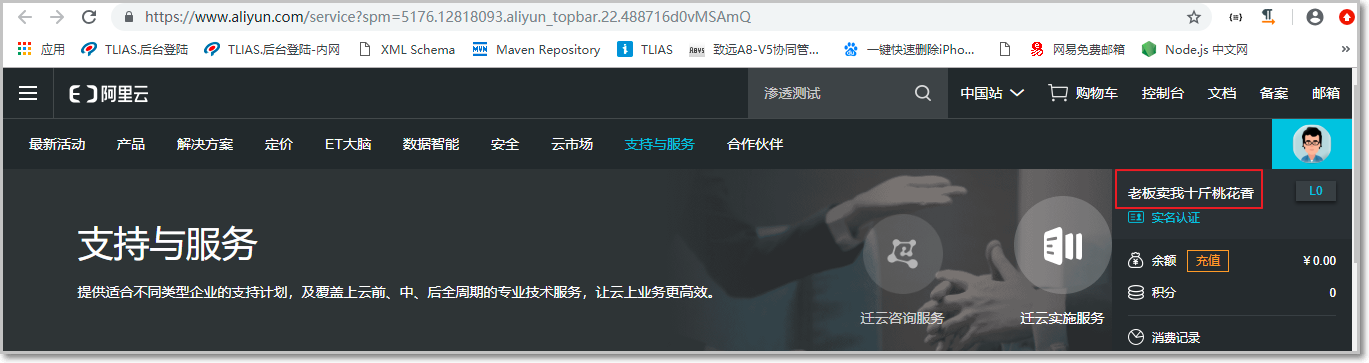 https://www.aliyun.com/service?spm=5176.12818093.aliyun_topbar.22.488716d0vMSAmQ
应用 TLIAS.后台登陆 TLIAS.后台登陆-内网 XML Schema Maven Repository TLIAS 致远A8-V5协同管... 一键快速删除iPho... 网易免费邮箱 Node.js 中文网 »
阿里云 渗透测试 中国站 购物车 控制台 文档 备案 邮箱
最新活动 产品 解决方案 定价 ET大脑 数据智能 安全 云市场 支持与服务 合作伙伴
老板卖我十斤桃花香 L0
实名认证
支持与服务
余额 充值 ¥0.00
提供适合不同类型企业的支持计划，及覆盖上云前、中、后全周期的专业技术服务，让云上业务更高效。
积分 0
迁云咨询服务 迁云实施服务
消费记录